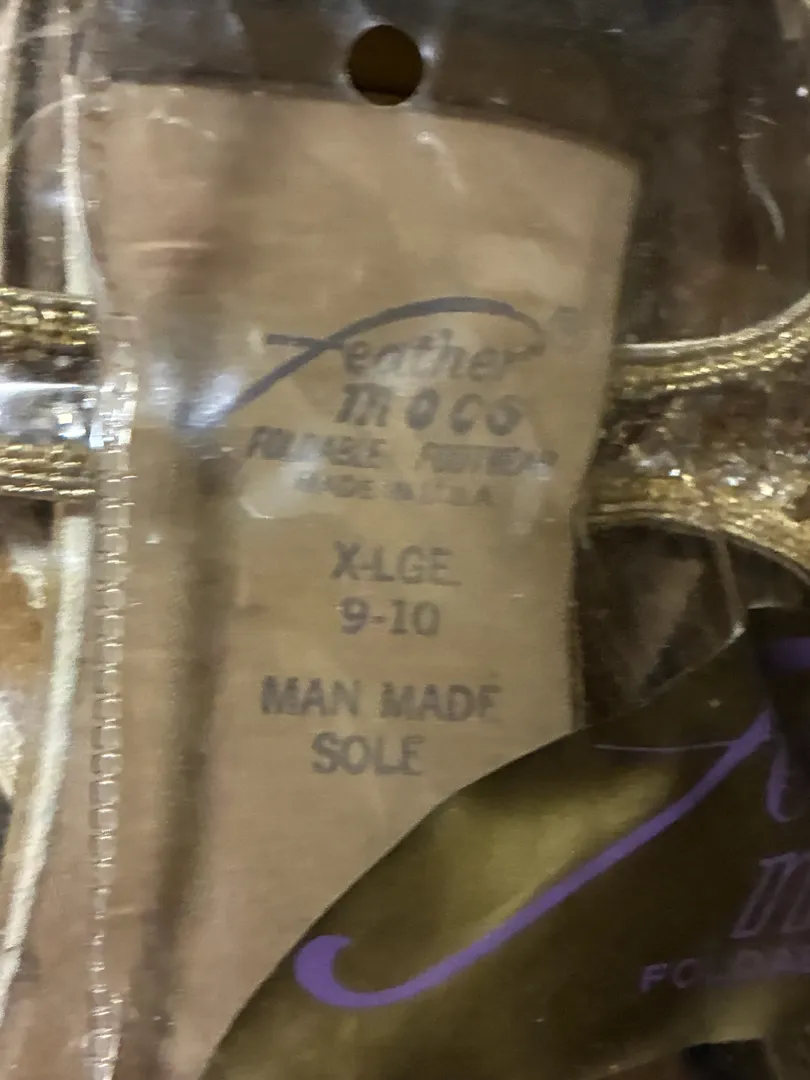 Feather®
mocs
FOLDABLE FOOTWEAR
MADE IN U.S.A.
X-LGE
9-10
MAN MADE
SOLE